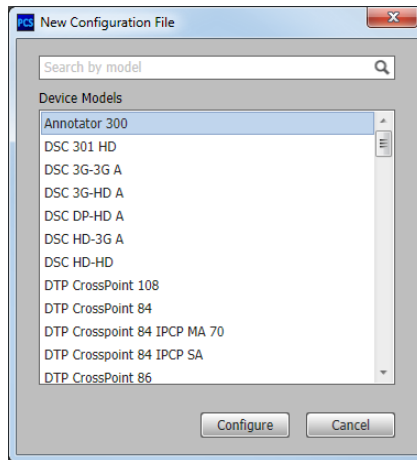 PCS New Configuration File
Search by model
Device Models
Annotator 300
DSC 301 HD
DSC 3G-3G A
DSC 3G-HD A
DSC DP-HD A
DSC HD-3G A
DSC HD-HD
DTP CrossPoint 108
DTP CrossPoint 84
DTP Crosspoint 84 IPCP MA 70
DTP Crosspoint 84 IPCP SA
DTP CrossPoint 86
Configure Cancel